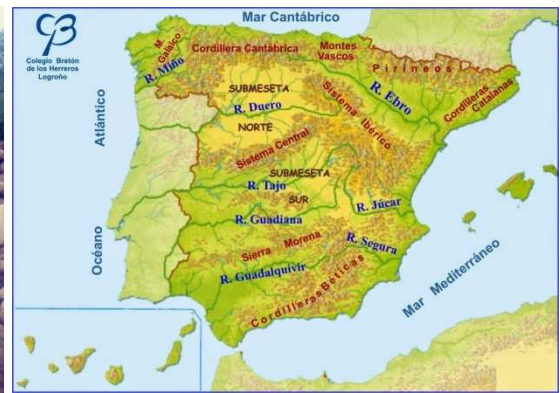 Mar Cantábrico
Colegio Bretón
de los Herreros
Logroño
M. Galaico
Cordillera Cantábrica
Montes
Vascos
Pirineos
R. Miño
SUBMESETA
R. Duero
NORTE
Sistema Ibérico
R. Ebro
Cordilleras
Catalanas
Atlántico
Océano
Sistema Central
SUBMESETA
SUR
R. Tajo
R. Júcar
R. Guadiana
Sierra Morena
R. Segura
R. Guadalquivir
Cordilleras Béticas
Mar Mediterráneo